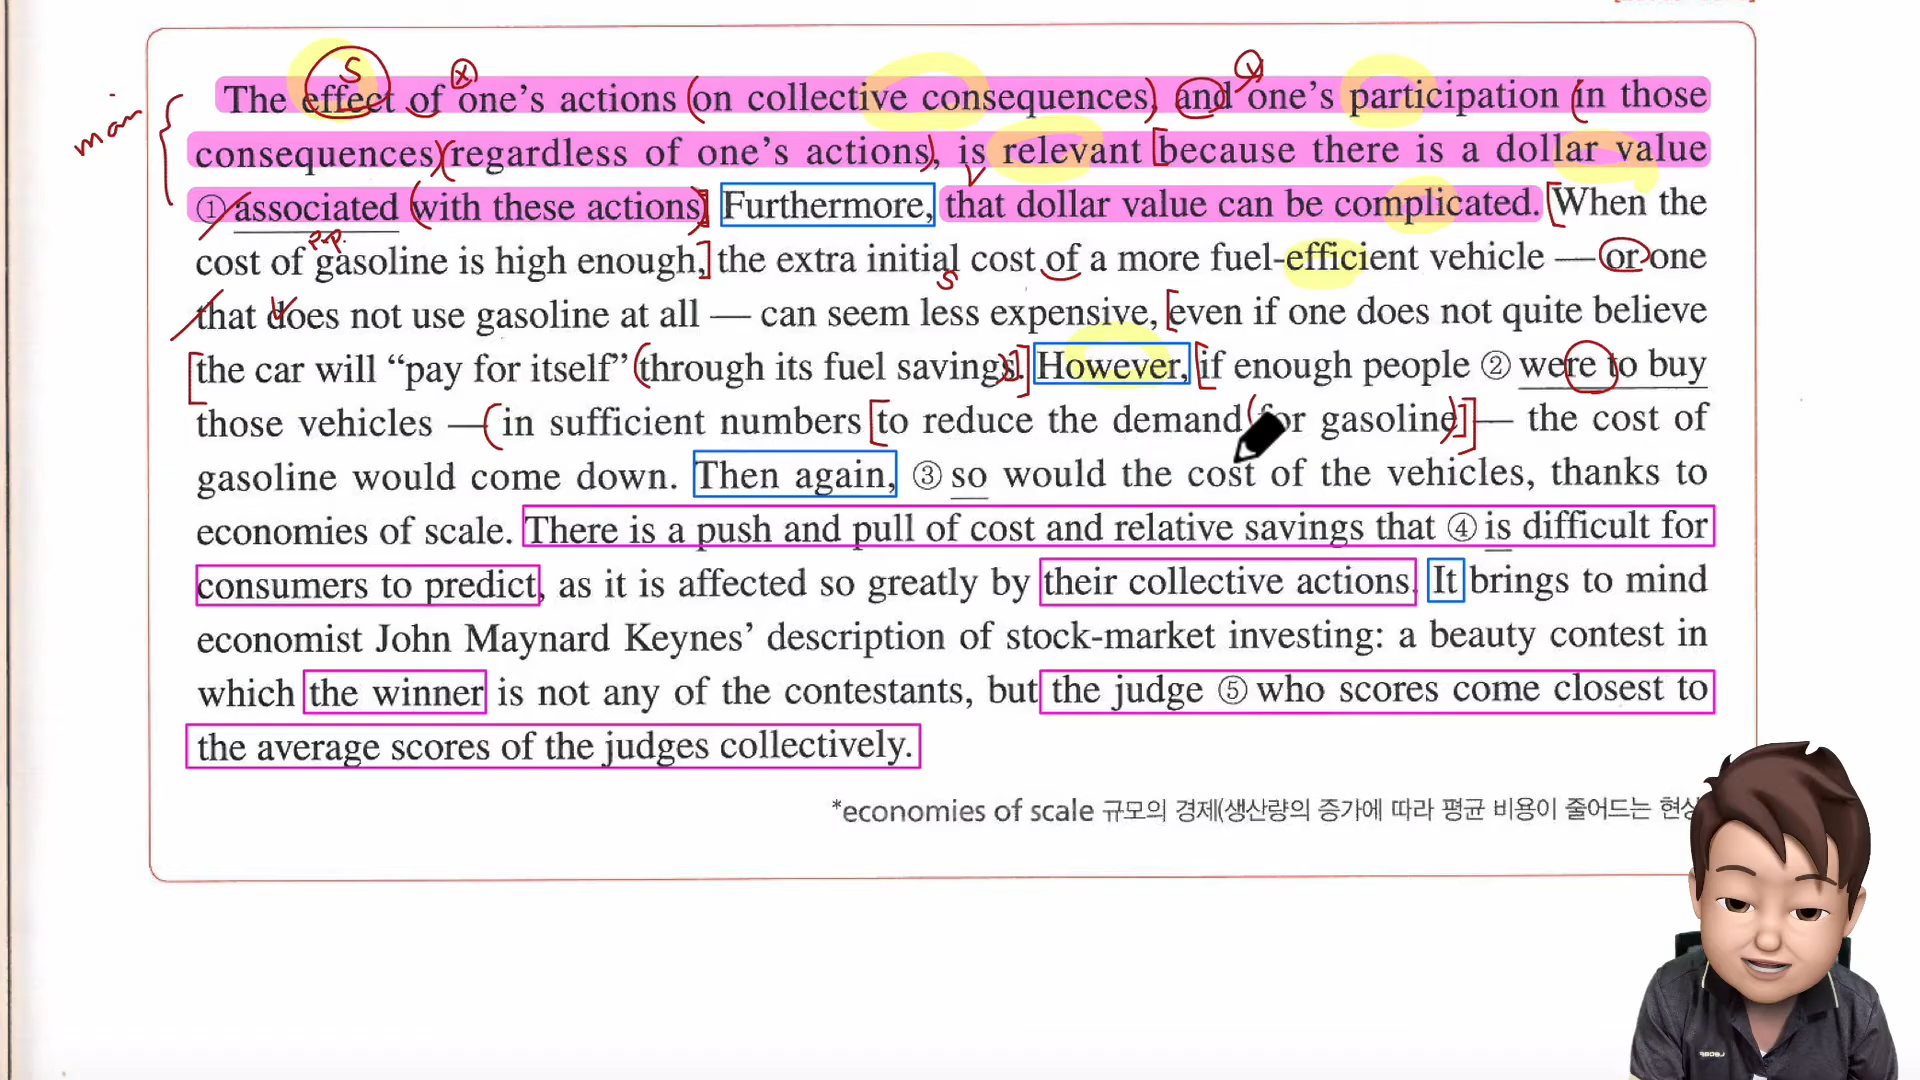 The effect of one's actions on collective consequences, and one's participation in those
consequences regardless of one's actions, is relevant because there is a dollar value
① associated with these actions. Furthermore, that dollar value can be complicated. When the
cost of gasoline is high enough, the extra initial cost of a more fuel-efficient vehicle — or one
that does not use gasoline at all — can seem less expensive, even if one does not quite believe
the car will “pay for itself” through its fuel savings. However, if enough people ② were to buy
those vehicles — in sufficient numbers to reduce the demand for gasoline — the cost of
gasoline would come down. Then again, ③ so would the cost of the vehicles, thanks to
economies of scale. There is a push and pull of cost and relative savings that ④ is difficult for
consumers to predict, as it is affected so greatly by their collective actions. It brings to mind
economist John Maynard Keynes’ description of stock-market investing: a beauty contest in
which the winner is not any of the contestants, but the judge ⑤ who scores come closest to
the average scores of the judges collectively.
*economies of scale 규모의 경제(생산량의 증가에 따라 평균 비용이 줄어드는 현상
main
S
p.p.
S
V